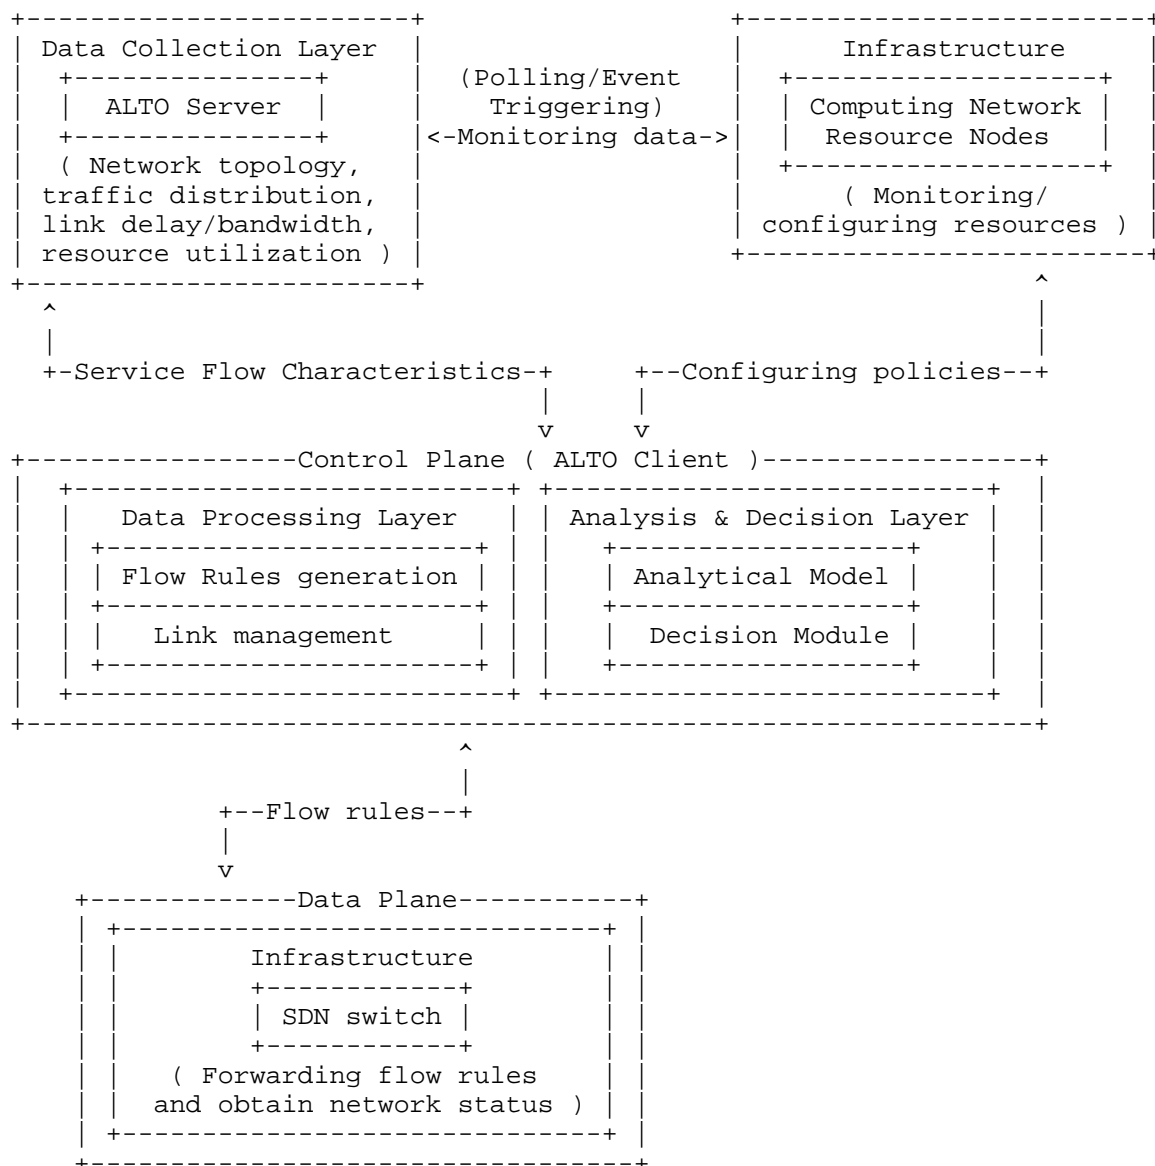 Data Collection Layer
ALTO Server
( Network topology,
traffic distribution,
link delay/bandwidth,
resource utilization )
(Polling/Event
Triggering)
<-Monitoring data->
Infrastructure
Computing Network
Resource Nodes
( Monitoring/
configuring resources )
Service Flow Characteristics
Configuring policies
Control Plane ( ALTO Client )
Data Processing Layer
Flow Rules generation
Link management
Analysis & Decision Layer
Analytical Model
Decision Module
Flow rules
Data Plane
Infrastructure
SDN switch
( Forwarding flow rules
and obtain network status )